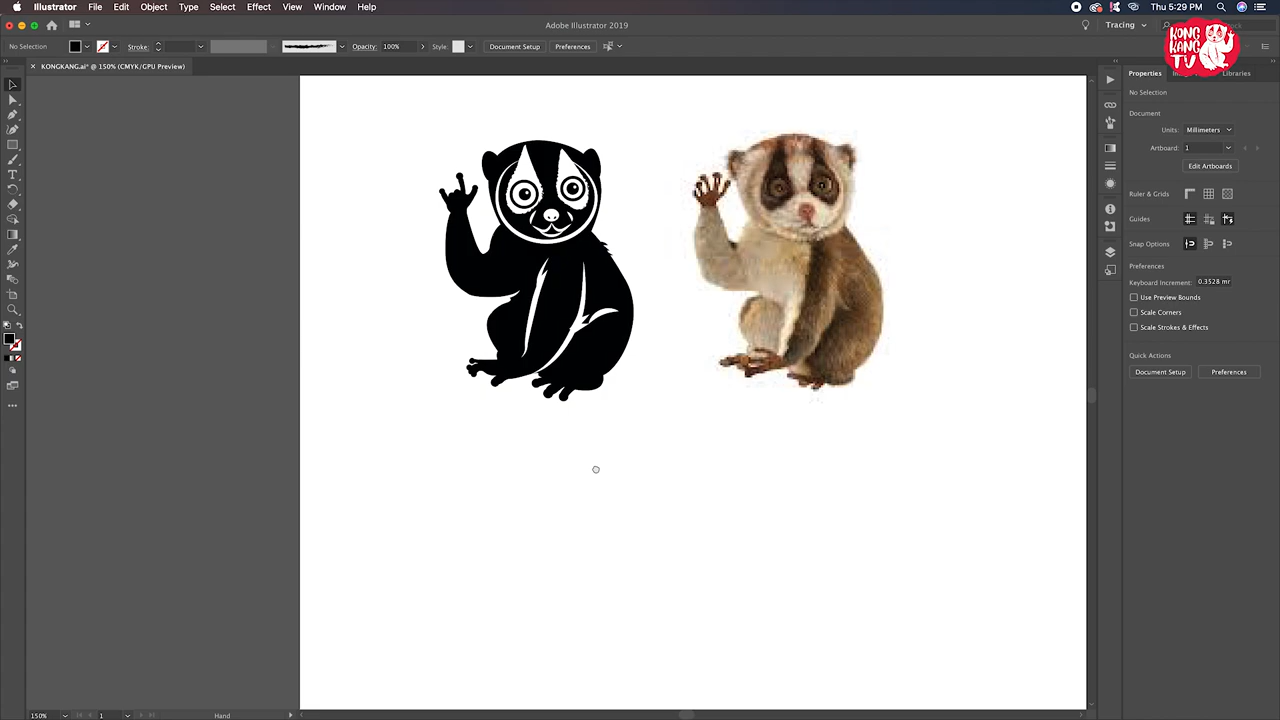 Illustrator File Edit Object Type Select Effect View Window Help Thu 5:29 PM
Adobe Illustrator 2019 Tracing
No Selection Stroke: Opacity: 100% Style: Document Setup Preferences
KONGKANG.ai* @ 150% (CMYK/GPU Preview)
KONG
KANG
TV
Properties Libraries
No Selection
Document
Units: Millimeters
Artboard: 1
Edit Artboards
Ruler & Grids
Guides
Snap Options
Preferences
Keyboard Increment: 0.3528 mr
Use Preview Bounds
Scale Corners
Scale Strokes & Effects
Quick Actions
Document Setup Preferences
150% 1 Hand